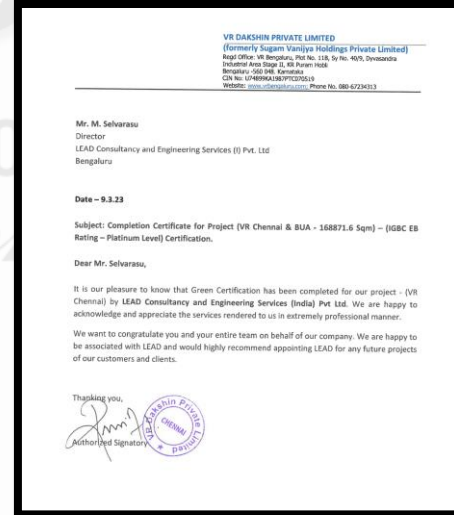 VR DAKSHIN PRIVATE LIMITED
(formerly Sugam Vanijya Holdings Private Limited)
Regd Office: VR Bengaluru, Plot No. 11B, Sy No. 40/9, Dyvasandra
Industrial Area Stage II, KR Puram Hobli
Bengaluru -560 048. Karnataka
CIN No. U74899KA1987PTC070519
Website: www.vrbengaluru.com; Phone No. 080-67234313
Mr. M. Selvarasu
Director
LEAD Consultancy and Engineering Services (I) Pvt. Ltd
Bengaluru
Date – 9.3.23
Subject: Completion Certificate for Project (VR Chennai & BUA - 168871.6 Sqm) – (IGBC EB
Rating – Platinum Level) Certification.
Dear Mr. Selvarasu,
It is our pleasure to know that Green Certification has been completed for our project - (VR
Chennai) by LEAD Consultancy and Engineering Services (India) Pvt Ltd. We are happy to
acknowledge and appreciate the services rendered to us in extremely professional manner.
We want to congratulate you and your entire team on behalf of our company. We are happy to
be associated with LEAD and would highly recommend appointing LEAD for any future projects
of our customers and clients.
Thanking you,
Authorized Signatory
VR Dakshin Private Limited
CHENNAI